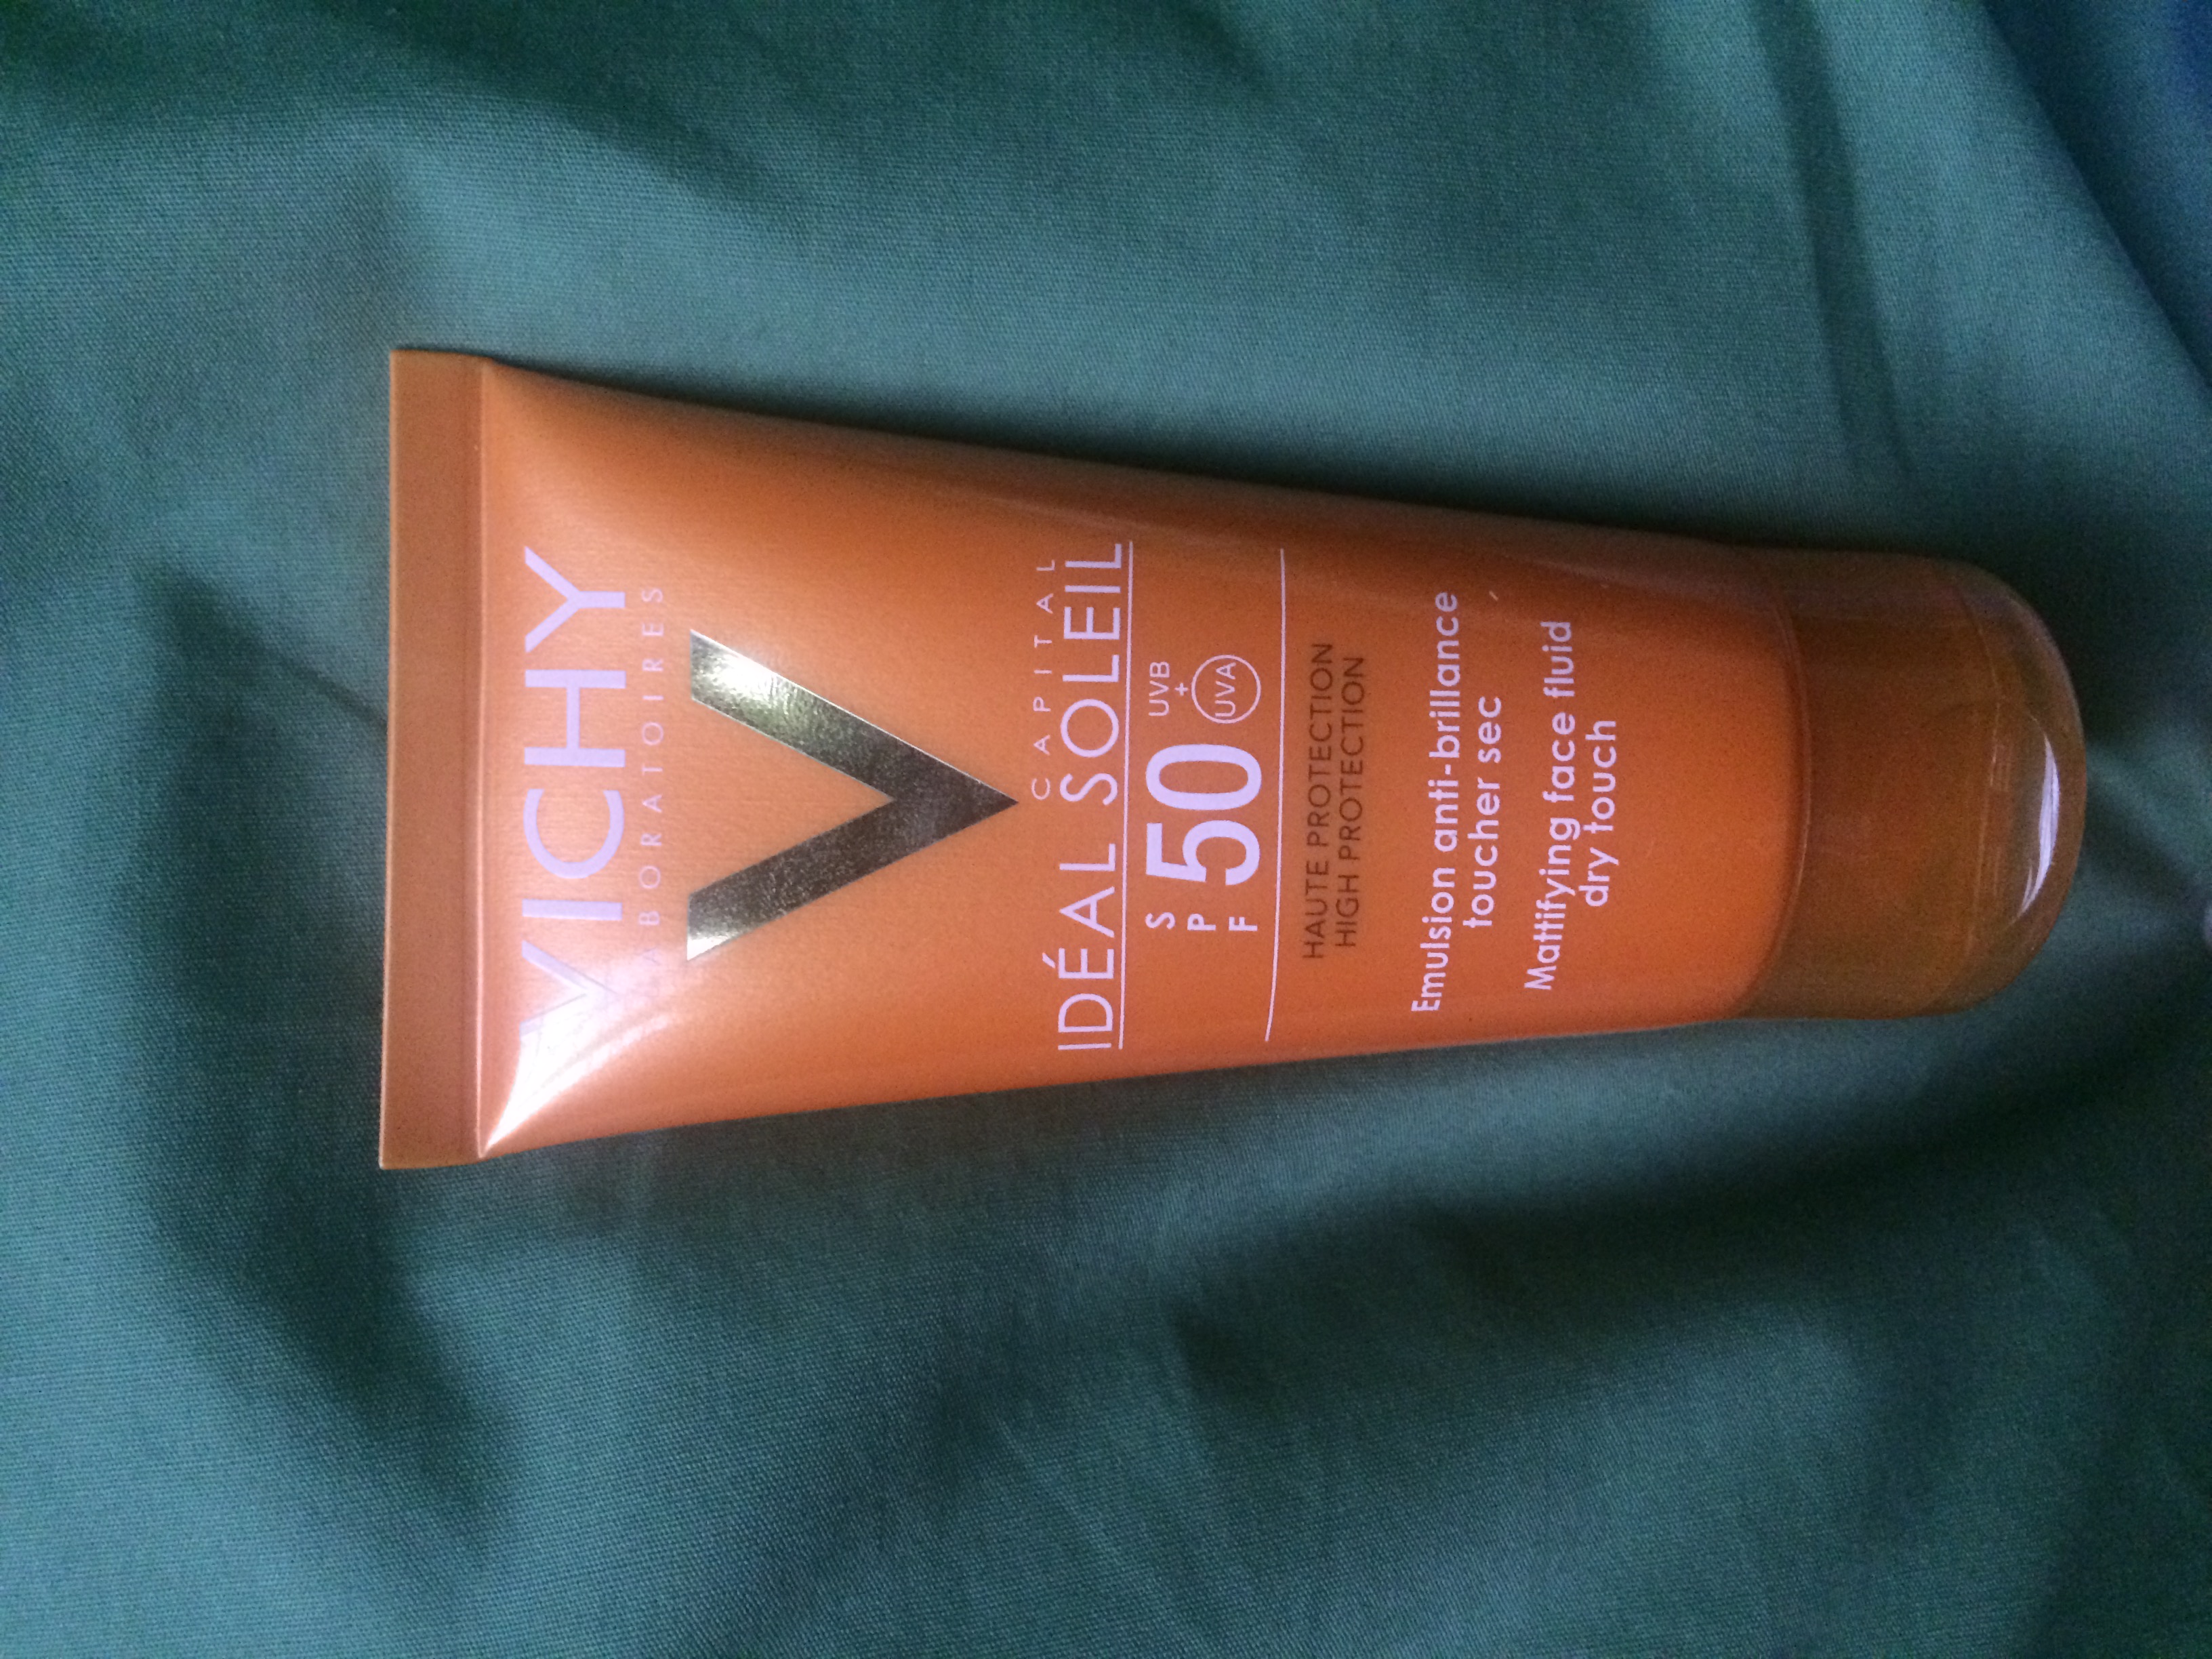 VICHY
LABORATOIRES
CAPITAL
IDÉAL SOLEIL
SPF 50 UVB + UVA
HAUTE PROTECTION
HIGH PROTECTION
Emulsion anti-brillance
toucher sec
Mattifying face fluid
dry touch